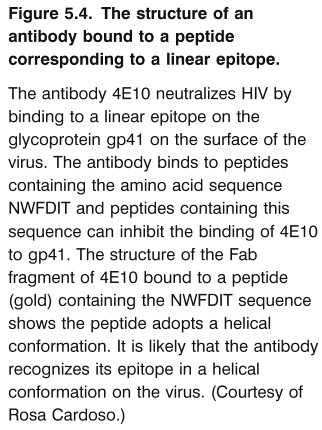 Figure 5.4. The structure of an
antibody bound to a peptide
corresponding to a linear epitope.
The antibody 4E10 neutralizes HIV by
binding to a linear epitope on the
glycoprotein gp41 on the surface of the
virus. The antibody binds to peptides
containing the amino acid sequence
NWFDIT and peptides containing this
sequence can inhibit the binding of 4E10
to gp41. The structure of the Fab
fragment of 4E10 bound to a peptide
(gold) containing the NWFDIT sequence
shows the peptide adopts a helical
conformation. It is likely that the antibody
recognizes its epitope in a helical
conformation on the virus. (Courtesy of
Rosa Cardoso.)